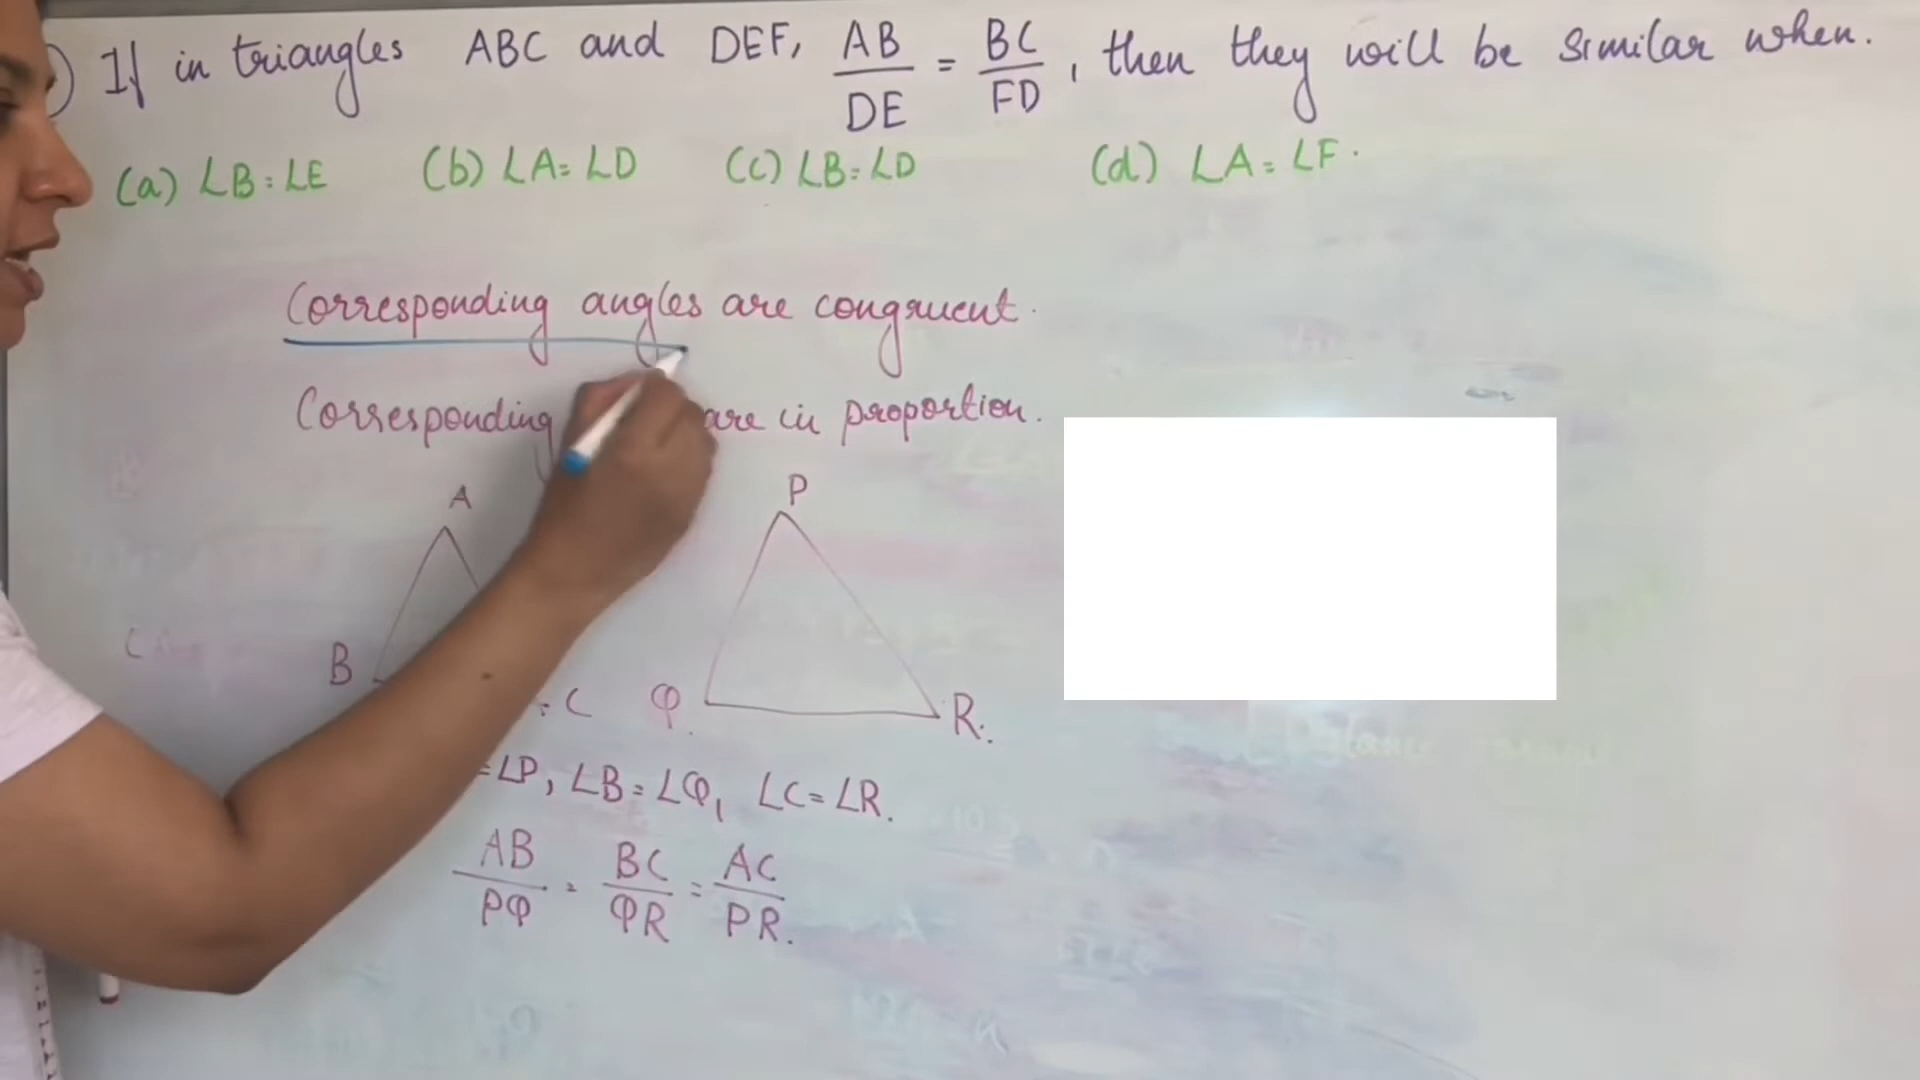 ) If in triangles ABC and DEF, AB/DE = BC/FD, then they will be similar when.
(a) ∠B = ∠E (b) ∠A = ∠D (c) ∠B = ∠D (d) ∠A = ∠F.
Corresponding angles are congruent.
Corresponding are in proportion.
A P
B C Q R.
= ∠P, ∠B = ∠Q, ∠C = ∠R.
AB/PQ = BC/QR = AC/PR.